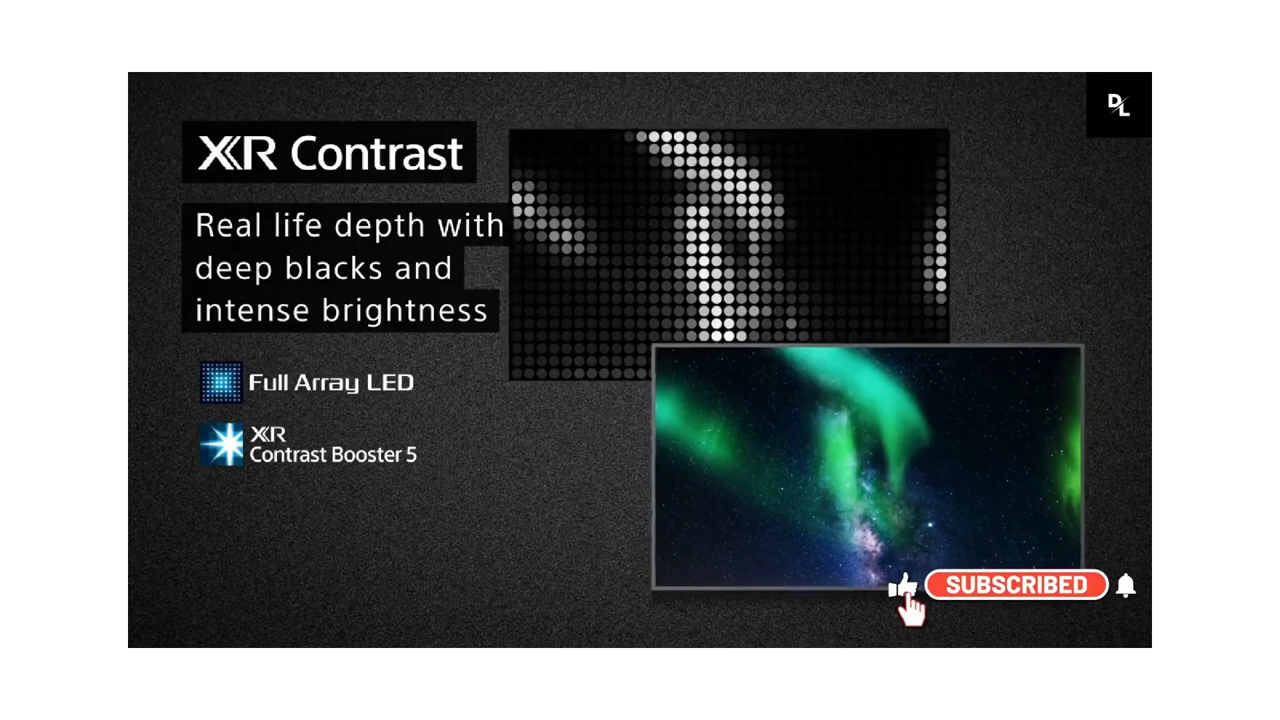 DL
XR Contrast
Real life depth with
deep blacks and
intense brightness
Full Array LED
XR
Contrast Booster 5
SUBSCRIBED